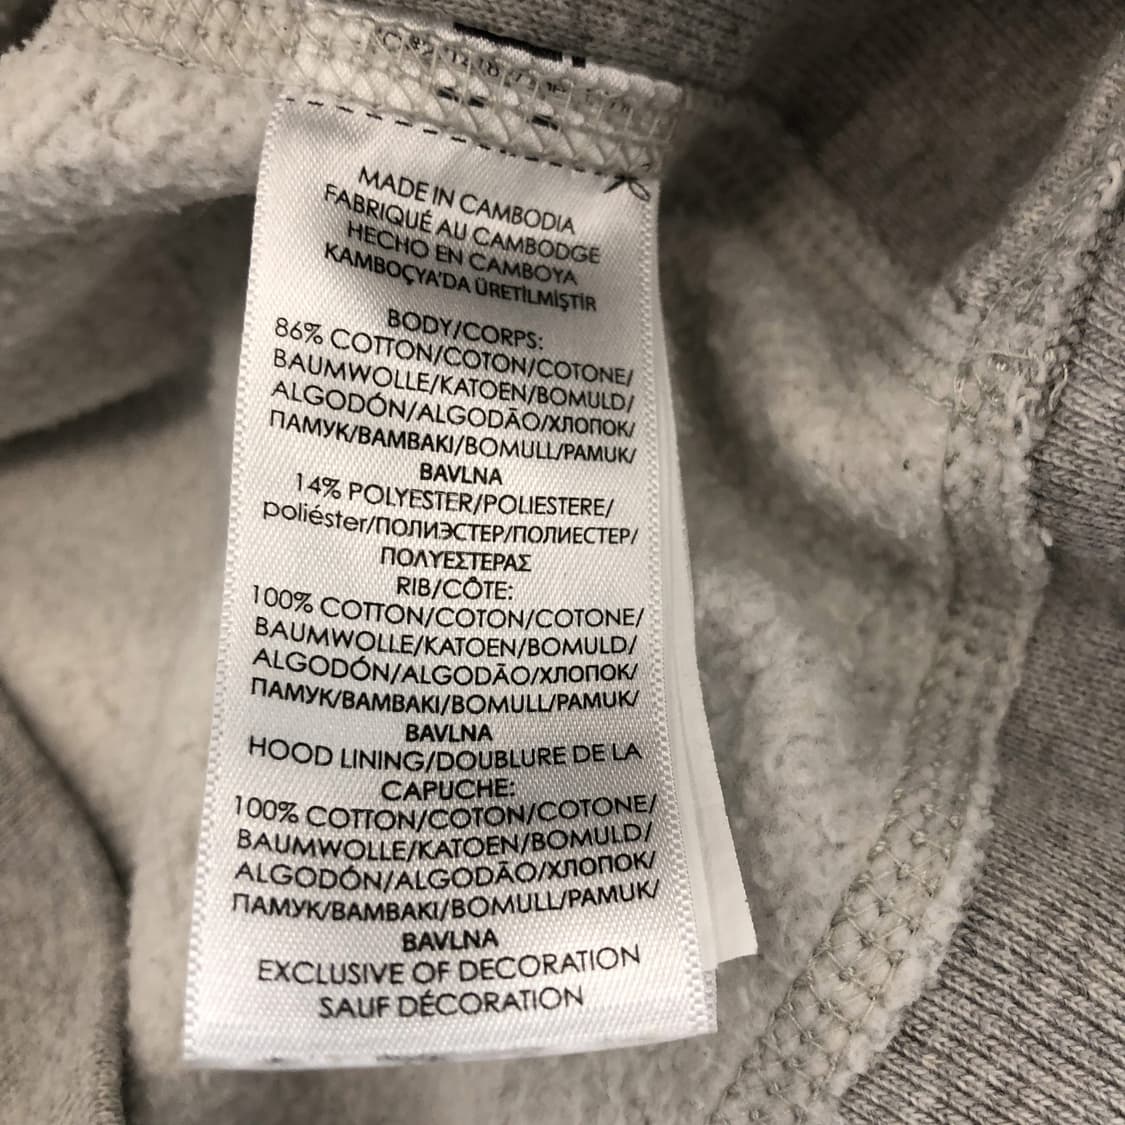 MADE IN CAMBODIA
FABRIQUÉ AU CAMBODGE
HECHO EN CAMBOYA
KAMBOÇYA'DA ÜRETİLMİŞTİR
BODY/CORPS:
86% COTTON/COTON/COTONE/
BAUMWOLLE/KATOEN/BOMULD/
ALGODÓN/ALGODÃO/ХЛОПОК/
ПАМУК/ΒΑΜΒΑΚΙ/BOMULL/PAMUK/
BAVLNA
14% POLYESTER/POLIESTERE/
poliéster/ПОЛИЭСТЕР/ПОЛИЕСТЕР/
ΠΟΛΥΕΣΤΕΡΑΣ
RIB/CÔTE:
100% COTTON/COTON/COTONE/
BAUMWOLLE/KATOEN/BOMULD/
ALGODÓN/ALGODÃO/ХЛОПОК/
ПАМУК/ΒΑΜΒΑΚΙ/BOMULL/PAMUK/
BAVLNA
HOOD LINING/DOUBLURE DE LA
CAPUCHE:
100% COTTON/COTON/COTONE/
BAUMWOLLE/KATOEN/BOMULD/
ALGODÓN/ALGODÃO/ХЛОПОК/
ПАМУК/ΒΑΜΒΑΚΙ/BOMULL/PAMUK/
BAVLNA
EXCLUSIVE OF DECORATION
SAUF DÉCORATION